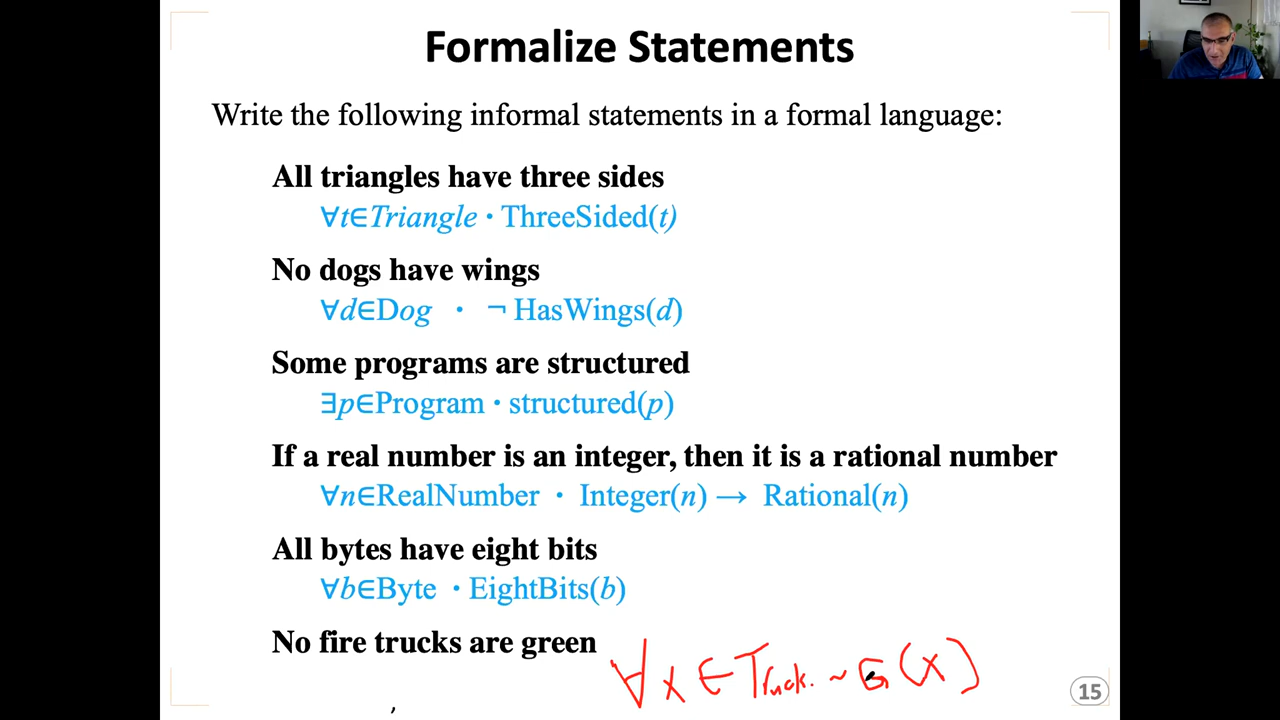 Formalize Statements
Write the following informal statements in a formal language:
All triangles have three sides
∀t∈Triangle · ThreeSided(t)
No dogs have wings
∀d∈Dog · ¬ HasWings(d)
Some programs are structured
∃p∈Program · structured(p)
If a real number is an integer, then it is a rational number
∀n∈RealNumber · Integer(n) → Rational(n)
All bytes have eight bits
∀b∈Byte · EightBits(b)
No fire trucks are green
∀x∈Truck. ~G(x)
15